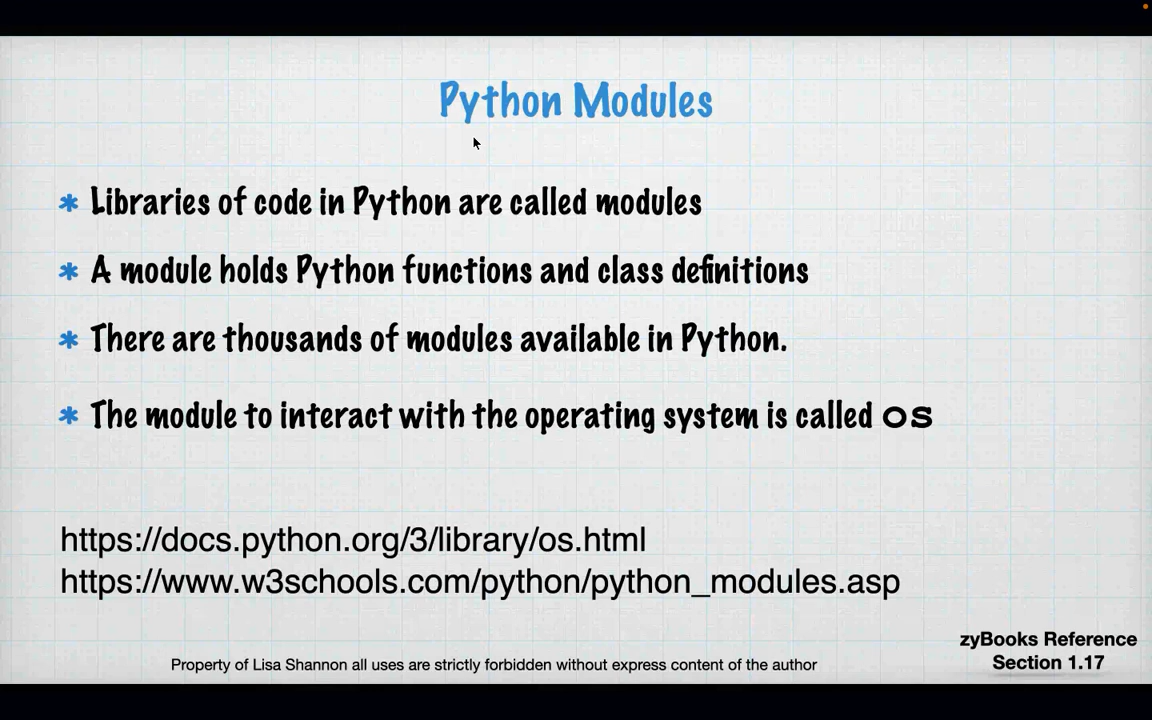 Python Modules
* Libraries of code in Python are called modules
* A module holds Python functions and class definitions
* There are thousands of modules available in Python.
* The module to interact with the operating system is called os
https://docs.python.org/3/library/os.html
https://www.w3schools.com/python/python_modules.asp
zyBooks Reference
Section 1.17
Property of Lisa Shannon all uses are strictly forbidden without express content of the author